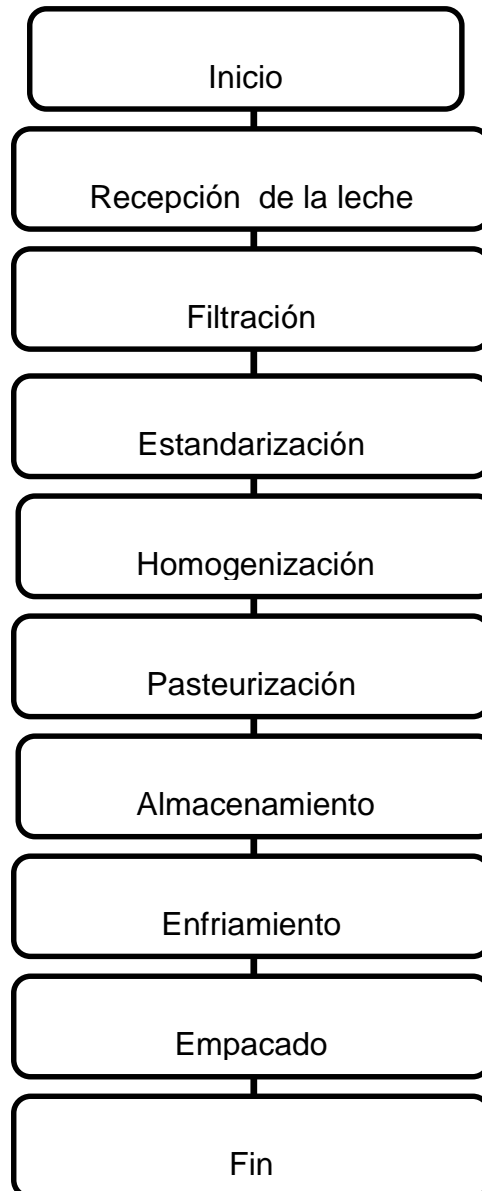 Inicio
Recepción de la leche
Filtración
Estandarización
Homogenización
Pasteurización
Almacenamiento
Enfriamiento
Empacado
Fin